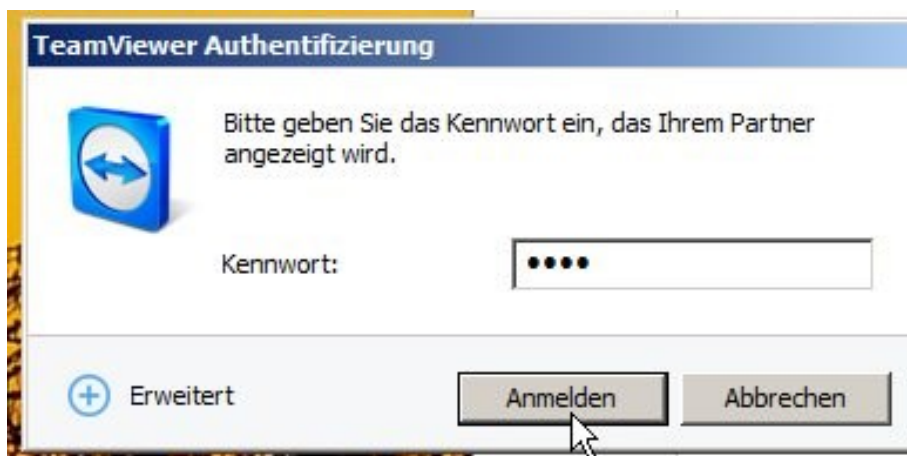 TeamViewer Authentifizierung
Bitte geben Sie das Kennwort ein, das Ihrem Partner
angezeigt wird.
Kennwort: ••••
Erweitert Anmelden Abbrechen